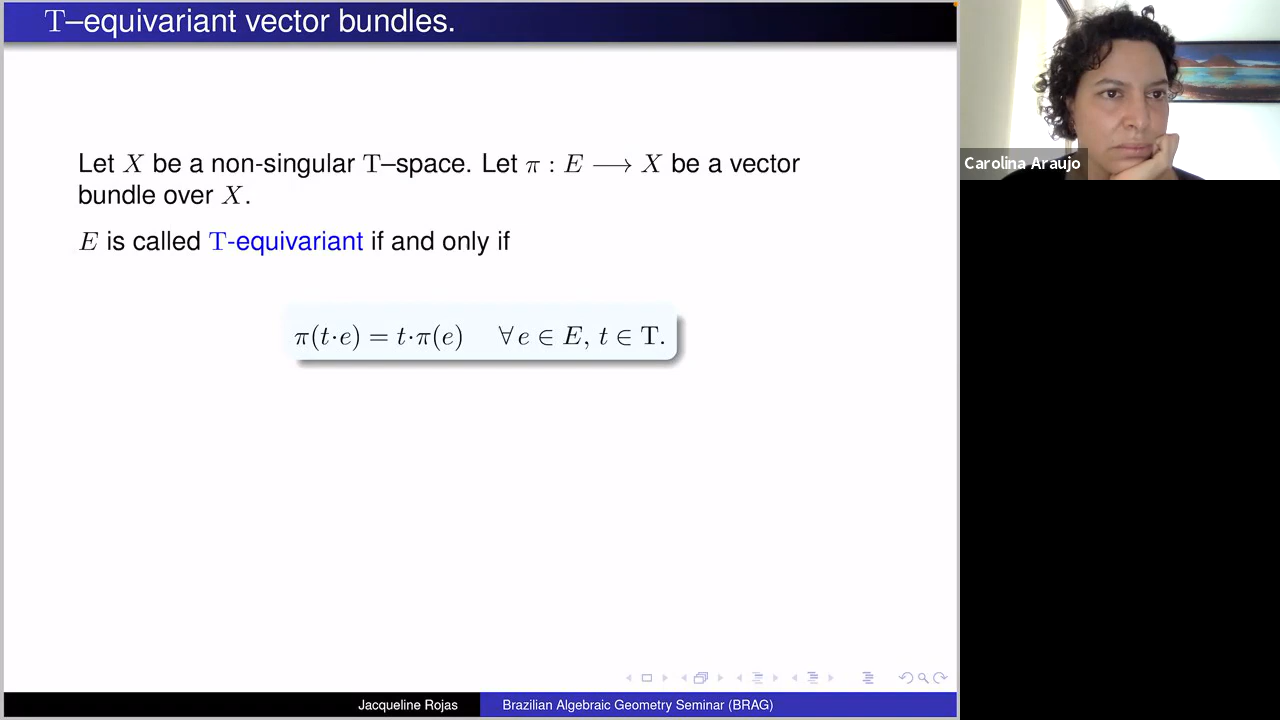 T–equivariant vector bundles.
Let X be a non-singular T–space. Let π : E ⟶ X be a vector
bundle over X.
E is called T-equivariant if and only if
π(t·e) = t·π(e) ∀ e ∈ E, t ∈ T.
Jacqueline Rojas
Brazilian Algebraic Geometry Seminar (BRAG)
Carolina Araujo